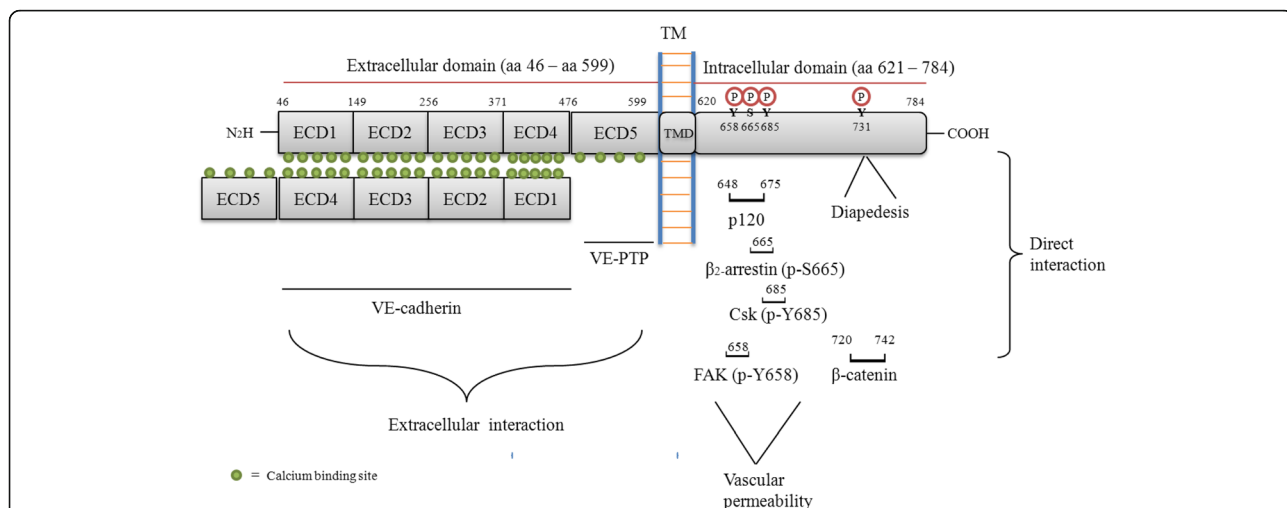 TM
Extracellular domain (aa 46 – aa 599)
Intracellular domain (aa 621 – 784)
46 149 256 371 476 599 620 784
P P P P
Y S Y Y
658 665 685 731
N₂H ECD1 ECD2 ECD3 ECD4 ECD5 TMD COOH
ECD5 ECD4 ECD3 ECD2 ECD1
648 675
p120
Diapedesis
665
β₂-arrestin (p-S665)
VE-PTP
685
Csk (p-Y685)
VE-cadherin
720 742
658
FAK (p-Y658)
β-catenin
Direct
interaction
Extracellular interaction
= Calcium binding site
Vascular
permeability